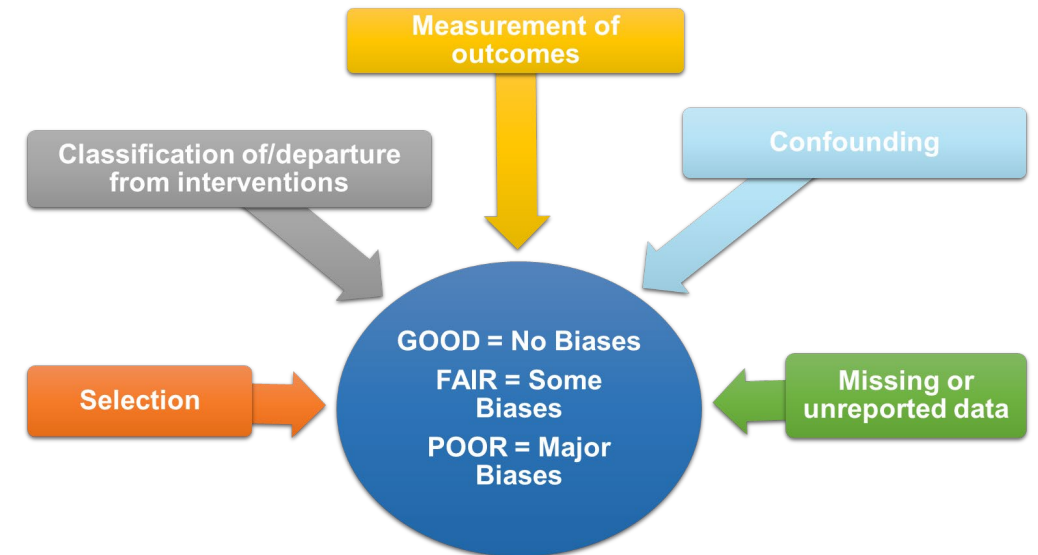 Measurement of
outcomes
Classification of/departure
from interventions
Confounding
Selection
GOOD = No Biases
FAIR = Some
Biases
POOR = Major
Biases
Missing or
unreported data